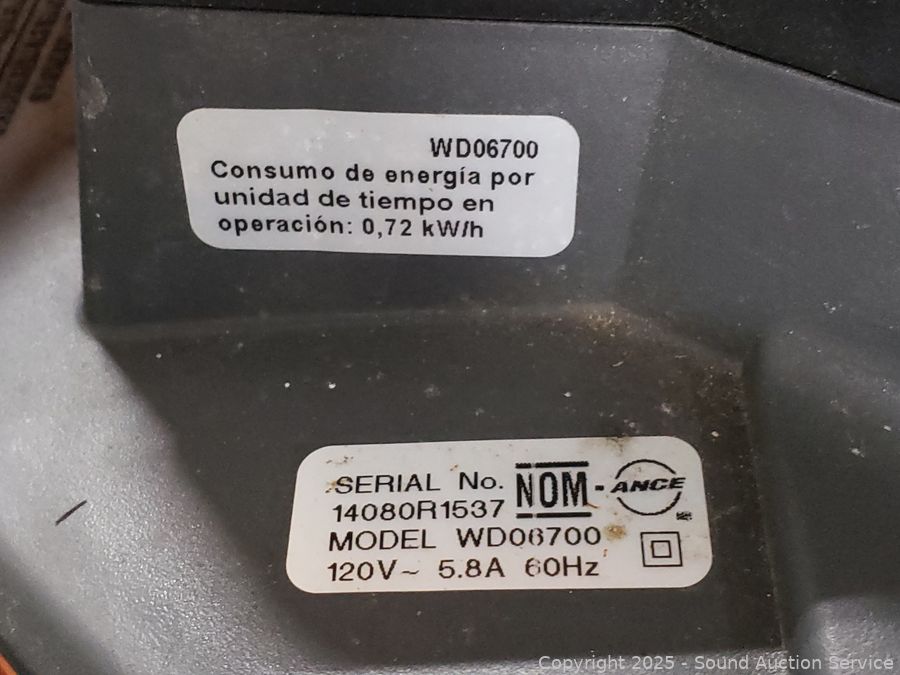 WD06700
Consumo de energía por
unidad de tiempo en
operación: 0,72 kW/h
SERIAL No.
14080R1537
NOM-ANCE
MODEL WD06700
120V~ 5.8A 60Hz
Copyright 2025 - Sound Auction Service